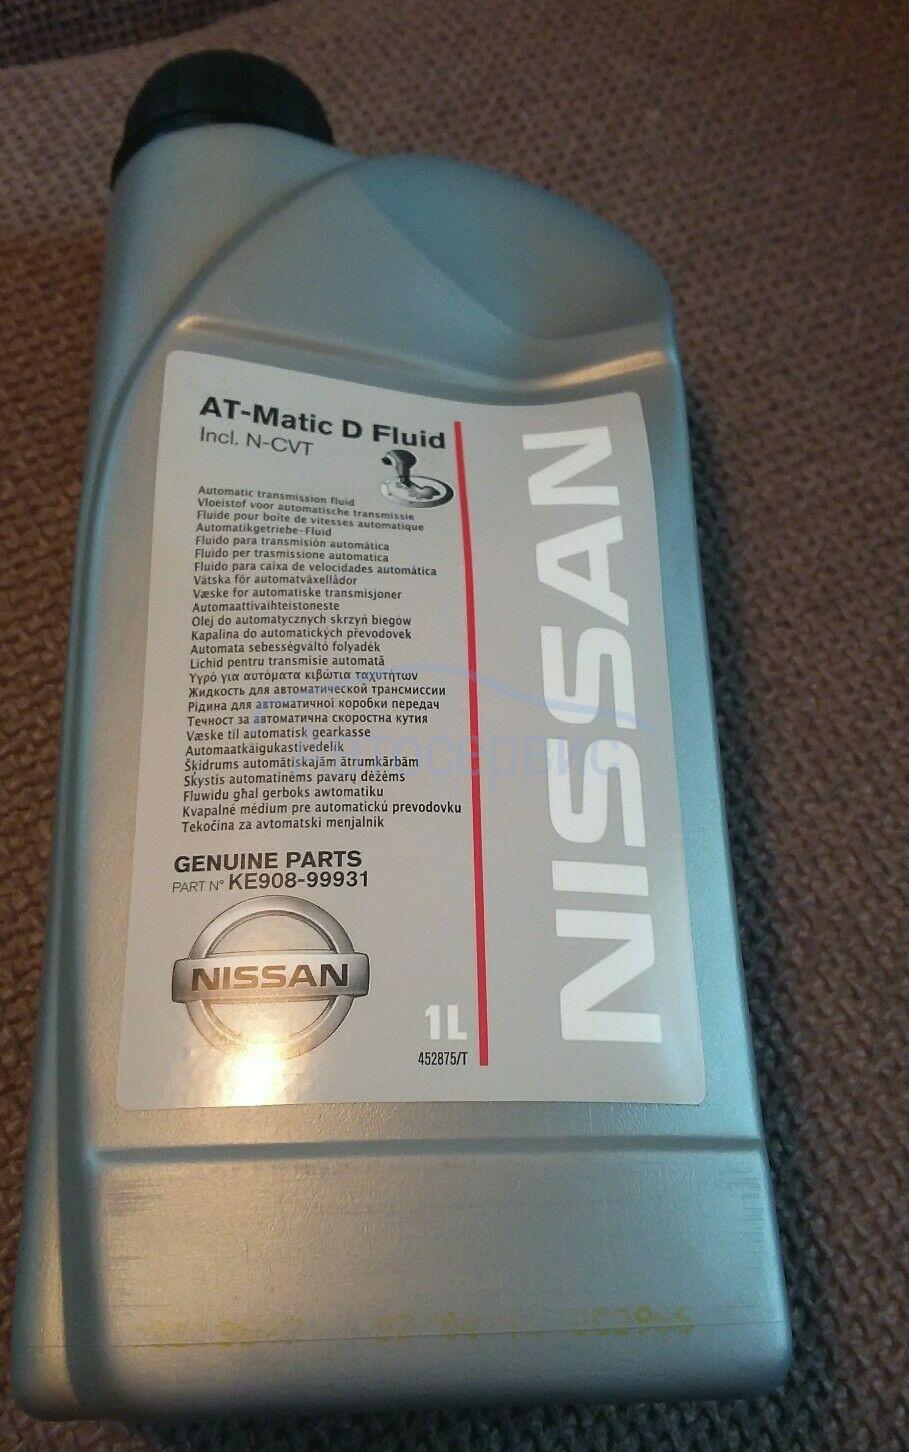 AT-Matic D Fluid
Incl. N-CVT
Automatic transmission fluid
Vloeistof voor automatische transmissie
Fluide pour boîte de vitesses automatique
Automatikgetriebe-Fluid
Fluido para transmisión automática
Fluido per trasmissione automatica
Fluido para caixa de velocidades automática
Vätska för automatväxellådor
Væske for automatiske transmisjoner
Automaattivaihteistoneste
Olej do automatycznych skrzyń biegów
Kapalina do automatických převodovek
Automata sebességváltó folyadék
Lichid pentru transmisie automată
Υγρό για αυτόματα κιβώτια ταχυτήτων
Жидкость для автоматической трансмиссии
Рідина для автоматичної коробки передач
Течност за автоматична скоростна кутия
Væske til automatisk gearkasse
Automaatkäigukastivedelik
Šķidrums automātiskajām ātrumkārbām
Skystis automatinėms pavarų dėžėms
Fluwidu għal gerboks awtomatiku
Kvapalné médium pre automatickú prevodovku
Tekočina za avtomatski menjalnik
GENUINE PARTS
PART N° KE908-99931
NISSAN
1L
452875/T
NISSAN
Автосервис